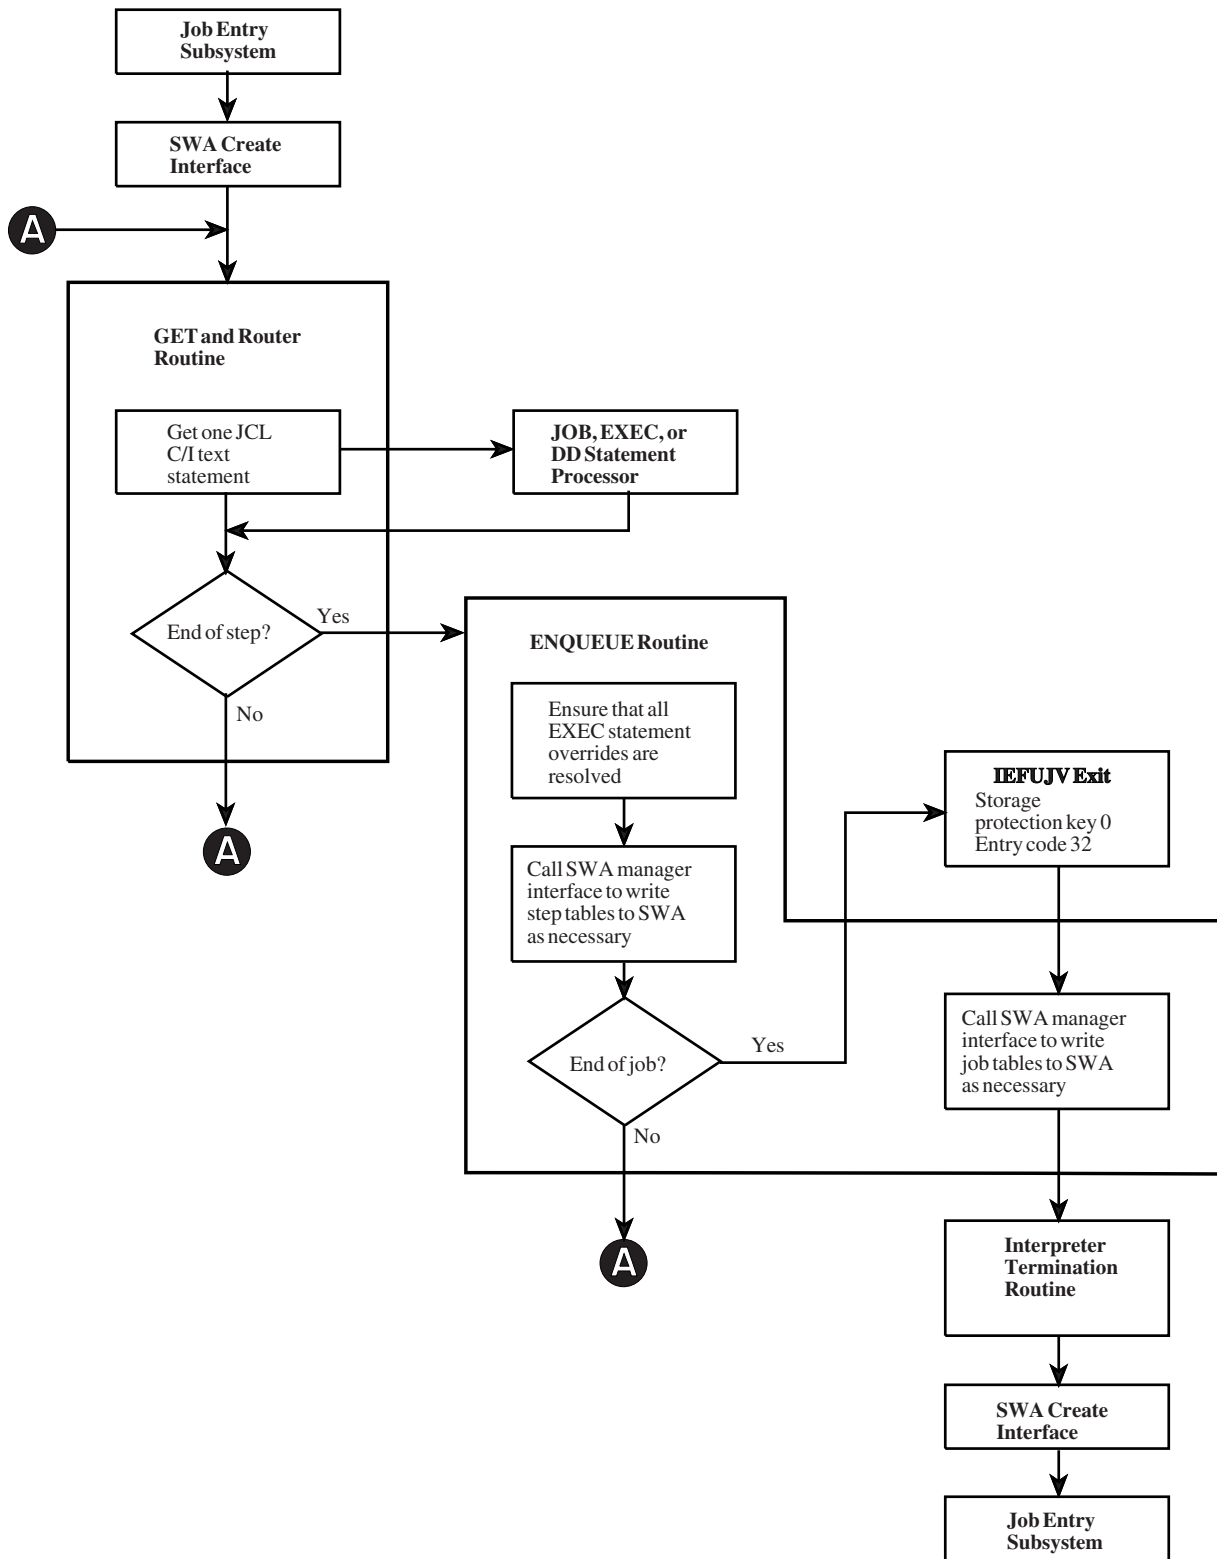 Job Entry
Subsystem
SWA Create
Interface
A
GET and Router
Routine
Get one JCL
C/I text
statement
JOB, EXEC, or
DD Statement
Processor
End of step?
Yes
No
A
ENQUEUE Routine
Ensure that all
EXEC statement
overrides are
resolved
Call SWA manager
interface to write
step tables to SWA
as necessary
End of job?
Yes
No
A
IEFUJV Exit
Storage
protection key 0
Entry code 32
Call SWA manager
interface to write
job tables to SWA
as necessary
Interpreter
Termination
Routine
SWA Create
Interface
Job Entry
Subsystem